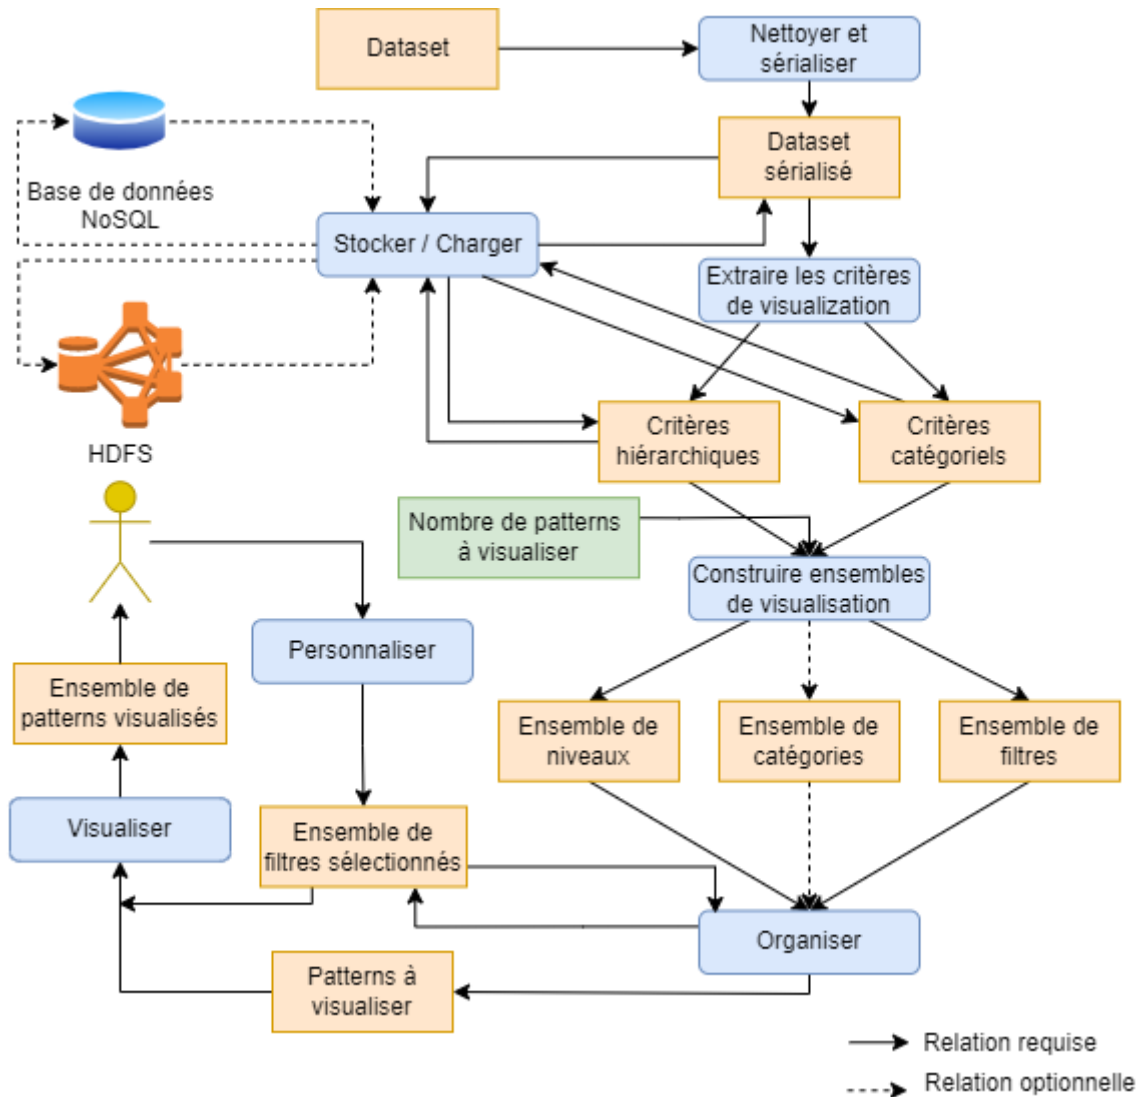 Dataset
Nettoyer et
sérialiser
Dataset
sérialisé
Base de données
NoSQL
Stocker / Charger
Extraire les critères
de visualization
HDFS
Critères
hiérarchiques
Critères
catégoriels
Nombre de patterns
à visualiser
Construire ensembles
de visualisation
Personnaliser
Ensemble de
patterns visualisés
Ensemble de
niveaux
Ensemble de
catégories
Ensemble de
filtres
Visualiser
Ensemble de
filtres sélectionnés
Organiser
Patterns à
visualiser
Relation requise
Relation optionnelle